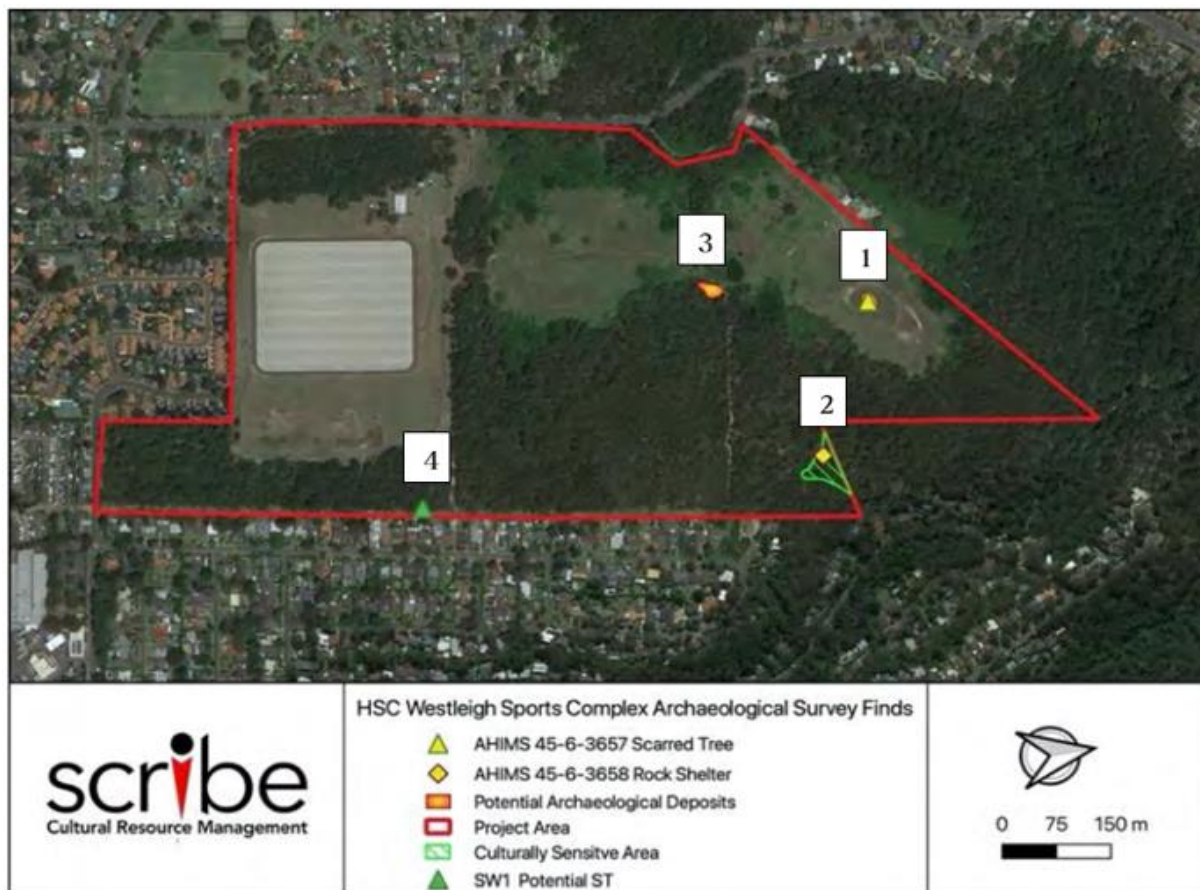 3
1
2
4
scribe
Cultural Resource Management
HSC Westleigh Sports Complex Archaeological Survey Finds
AHIMS 45-6-3657 Scarred Tree
AHIMS 45-6-3658 Rock Shelter
Potential Archaeological Deposits
Project Area
Culturally Sensitve Area
SW1 Potential ST
0 75 150 m